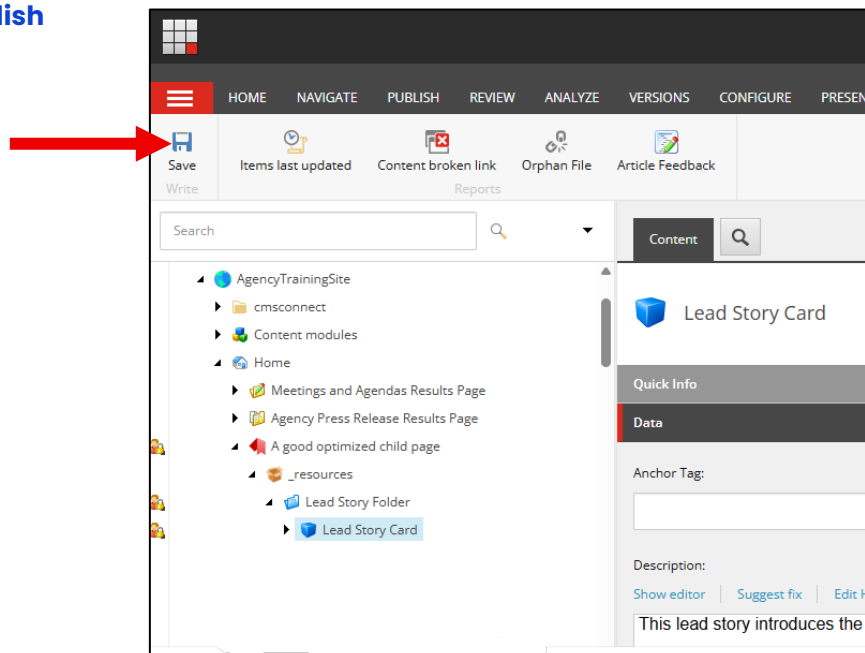 lish
HOME NAVIGATE PUBLISH REVIEW ANALYZE VERSIONS CONFIGURE PRESEN
Save Items last updated Content broken link Orphan File Article Feedback
Write Reports
Search
Content
AgencyTrainingSite
cmsconnect
Lead Story Card
Content modules
Home
Quick Info
Meetings and Agendas Results Page
Agency Press Release Results Page
Data
A good optimized child page
Anchor Tag:
_resources
Lead Story Folder
Lead Story Card
Description:
Show editor Suggest fix Edit H
This lead story introduces the